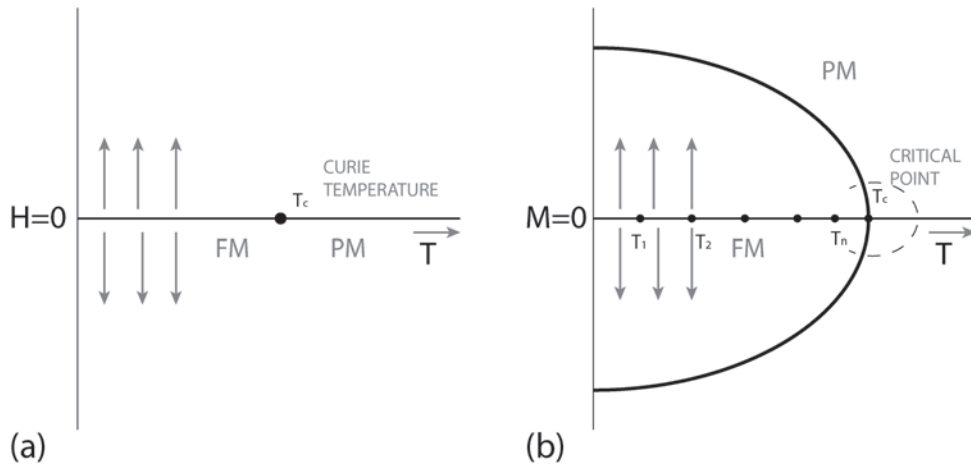 CURIE
TEMPERATURE
Tc
H=0
FM
PM
T
(a)
PM
CRITICAL
POINT
Tc
M=0
T1
T2
FM
Tn
T
(b)